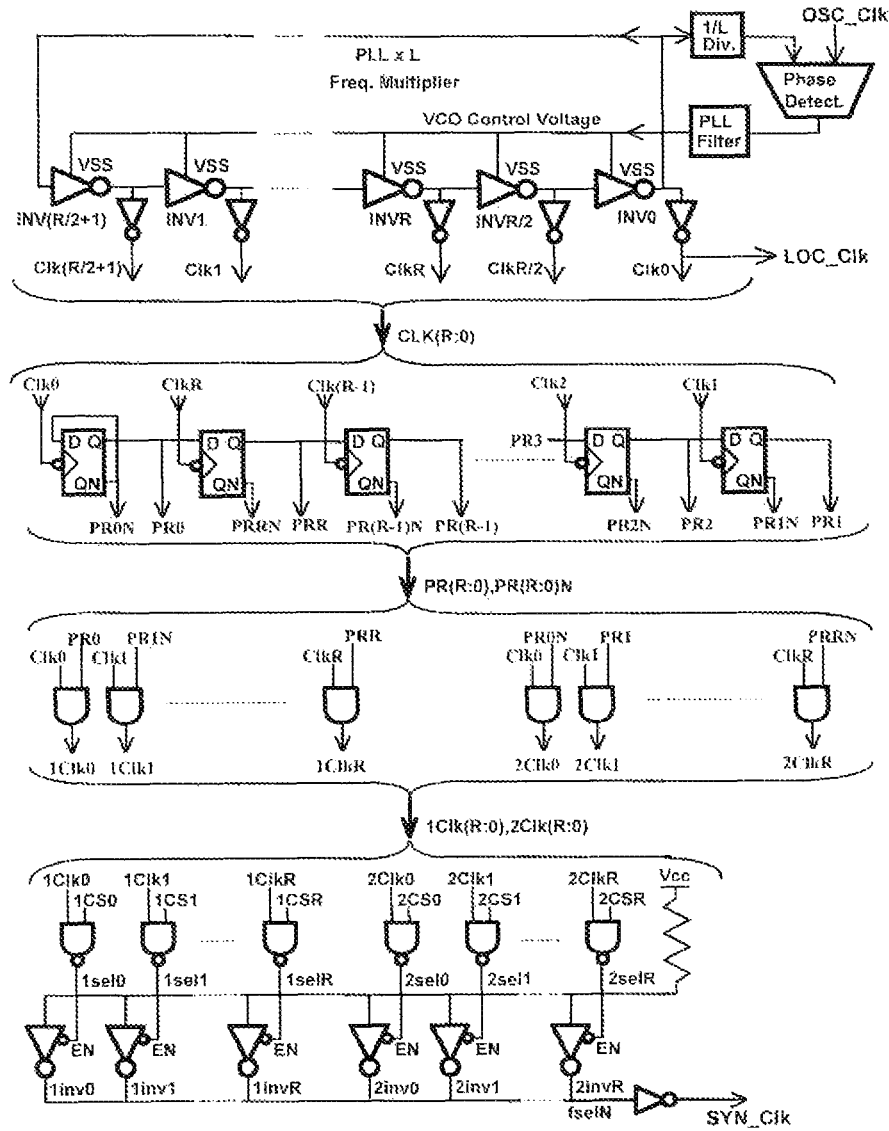 OSC_Clk
1/L
Div.
PLL x L
Freq. Multiplier
Phase
Detect.
VCO Control Voltage
PLL
Filter
VSS VSS VSS VSS VSS
INV(R/2+1) INV1 INVR INVR/2 INV0
Clk(R/2+1) Clk1 ClkR ClkR/2 Clk0 LOC_Clk
CLK(R:0)
Clk0 ClkR Clk(R-1) Clk2 Clk1
D Q D Q D Q PR3 D Q D Q
QN QN QN QN QN
PR0N PR0 PRRN PRR PR(R-1)N PR(R-1) PR2N PR2 PR1N PR1
PR(R:0),PR(R:0)N
PR0 PR1N PRR PR0N PR1 PRRN
Clk0 Clk1 ClkR Clk0 Clk1 ClkR
1Clk0 1Clk1 1ClkR 2Clk0 2Clk1 2ClkR
1Clk(R:0),2Clk(R:0)
1Clk0 1Clk1 1ClkR 2Clk0 2Clk1 2ClkR Vcc
1CS0 1CS1 1CSR 2CS0 2CS1 2CSR
1sel0 1sel1 1selR 2sel0 2sel1 2selR
EN EN EN EN EN EN
1inv0 1inv1 1invR 2inv0 2inv1 2invR
fselN SYN_Clk